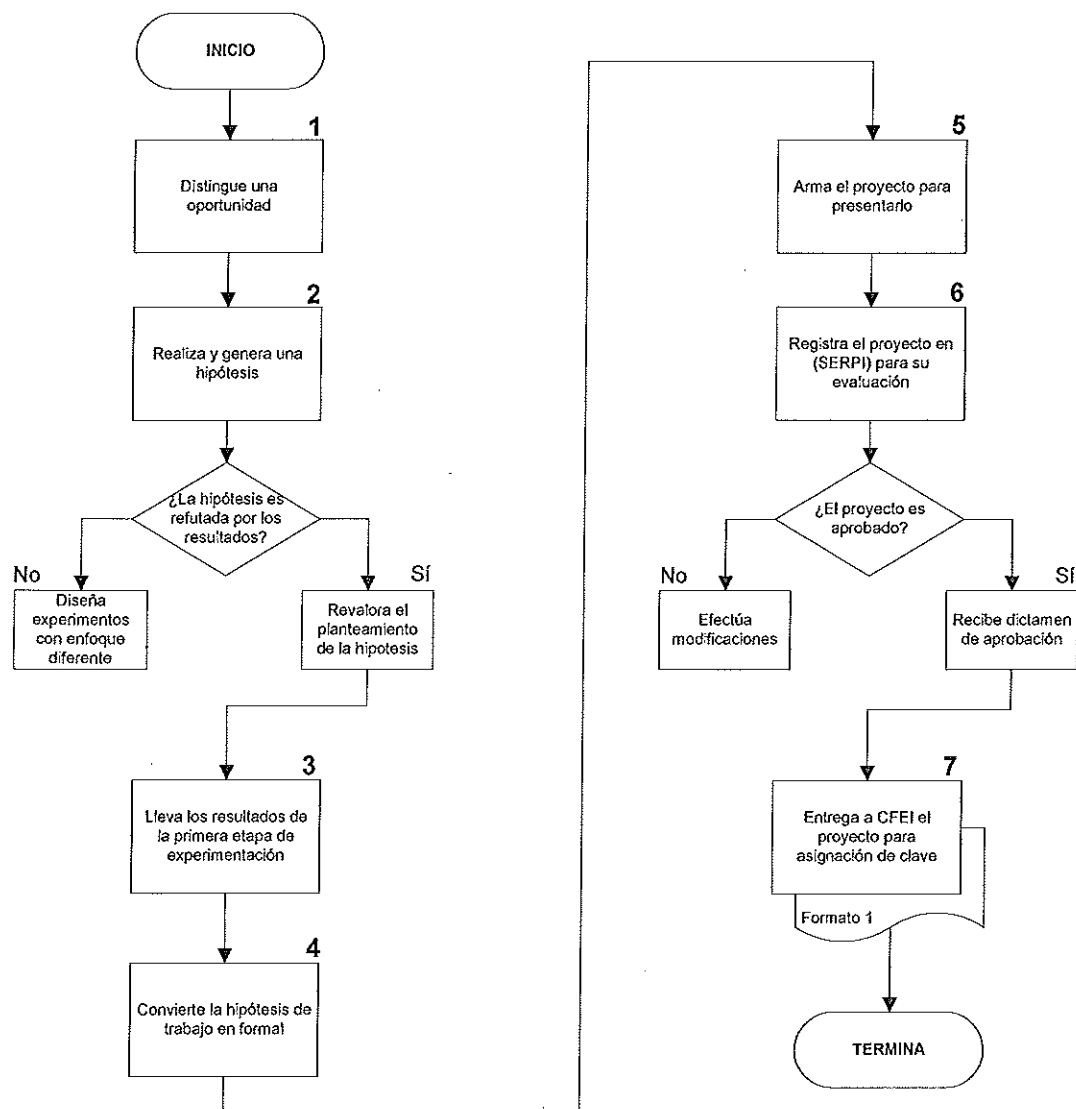 INICIO
1
Distingue una
oportunidad
2
Realiza y genera una
hipótesis
¿La hipótesis es
refutada por los
resultados?
No
Sí
Diseña
experimentos
con enfoque
diferente
Revalora el
planteamiento
de la hipotesis
3
Lleva los resultados de
la primera etapa de
experimentación
4
Convierte la hipótesis de
trabajo en formal
5
Arma el proyecto para
presentarlo
6
Registra el proyecto en
(SERPI) para su
evaluación
¿El proyecto es
aprobado?
No
Sí
Efectúa
modificaciones
Recibe dictamen
de aprobación
7
Entrega a CFEI el
proyecto para
asignación de clave
Formato 1
TERMINA